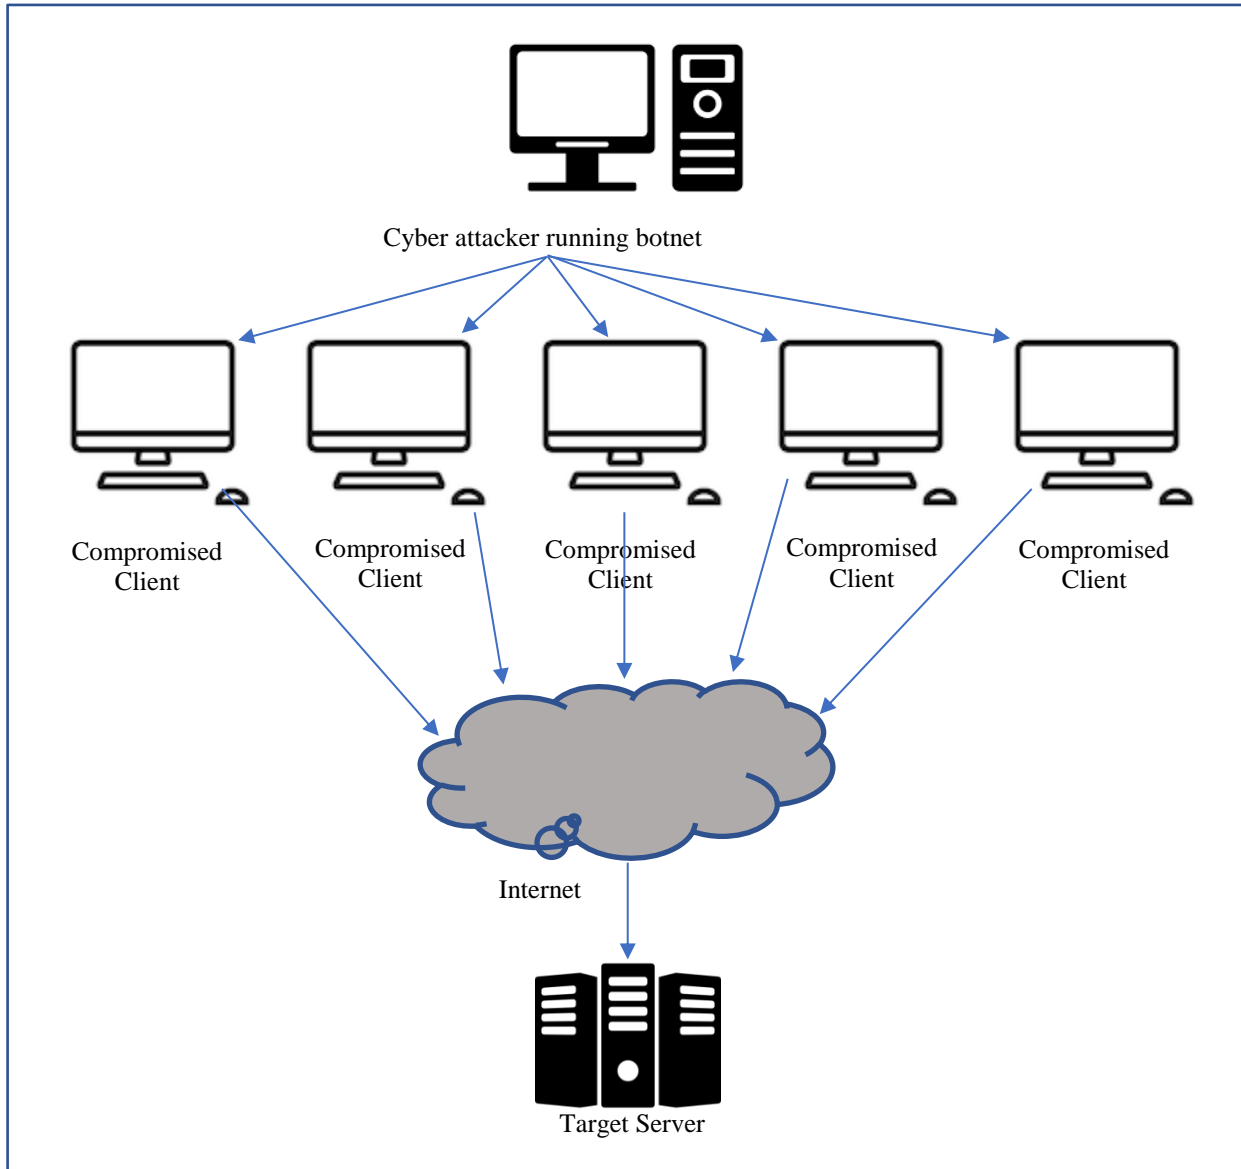 Cyber attacker running botnet
Compromised
Client
Compromised
Client
Compromised
Client
Compromised
Client
Compromised
Client
Internet
Target Server